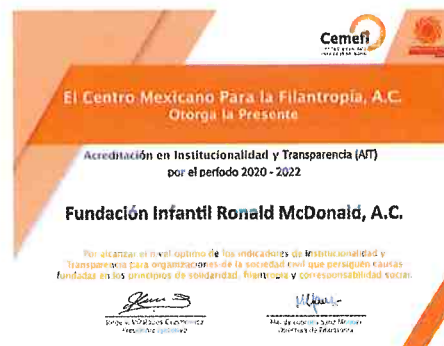 Cemefi
El Centro Mexicano Para la Filantropía, A.C.
Otorga la Presente
Acreditación en Institucionalidad y Transparencia (AIT)
por el período 2020 - 2022
Fundación Infantil Ronald McDonald, A.C.
Por alcanzar el nivel óptimo de los indicadores de Institucionalidad y
Transparencia para organizaciones de la sociedad civil que persiguen causas
fundadas en los principios de solidaridad, filantropía y corresponsabilidad social.